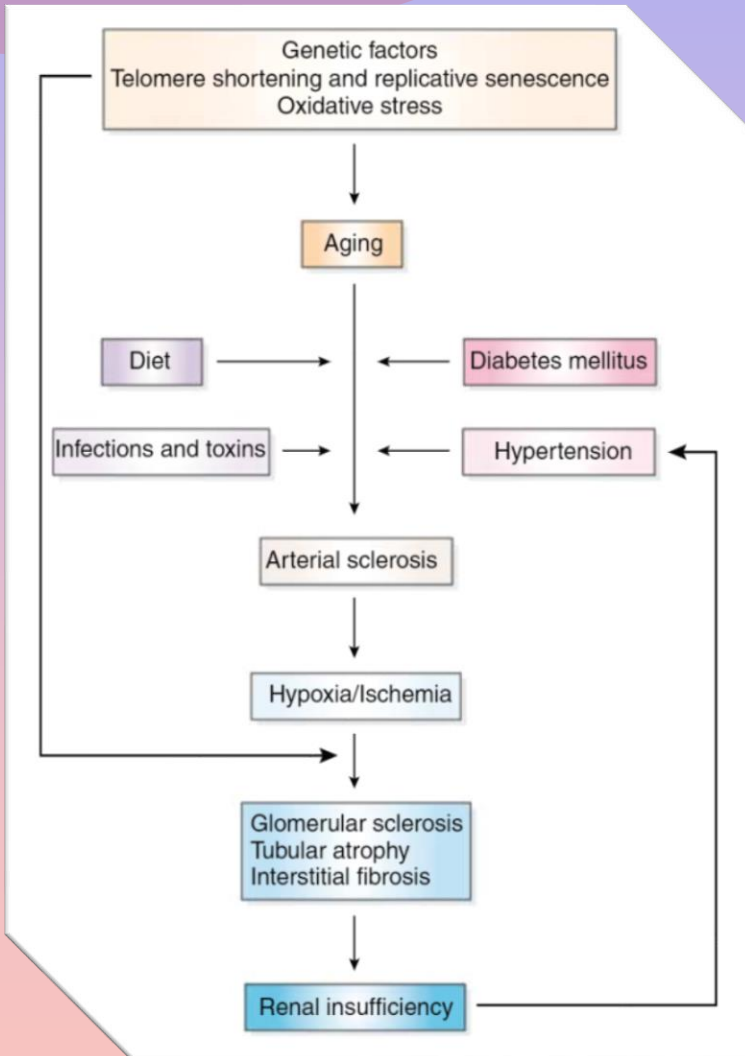 Genetic factors
Telomere shortening and replicative senescence
Oxidative stress
Aging
Diet
Diabetes mellitus
Infections and toxins
Hypertension
Arterial sclerosis
Hypoxia/Ischemia
Glomerular sclerosis
Tubular atrophy
Interstitial fibrosis
Renal insufficiency